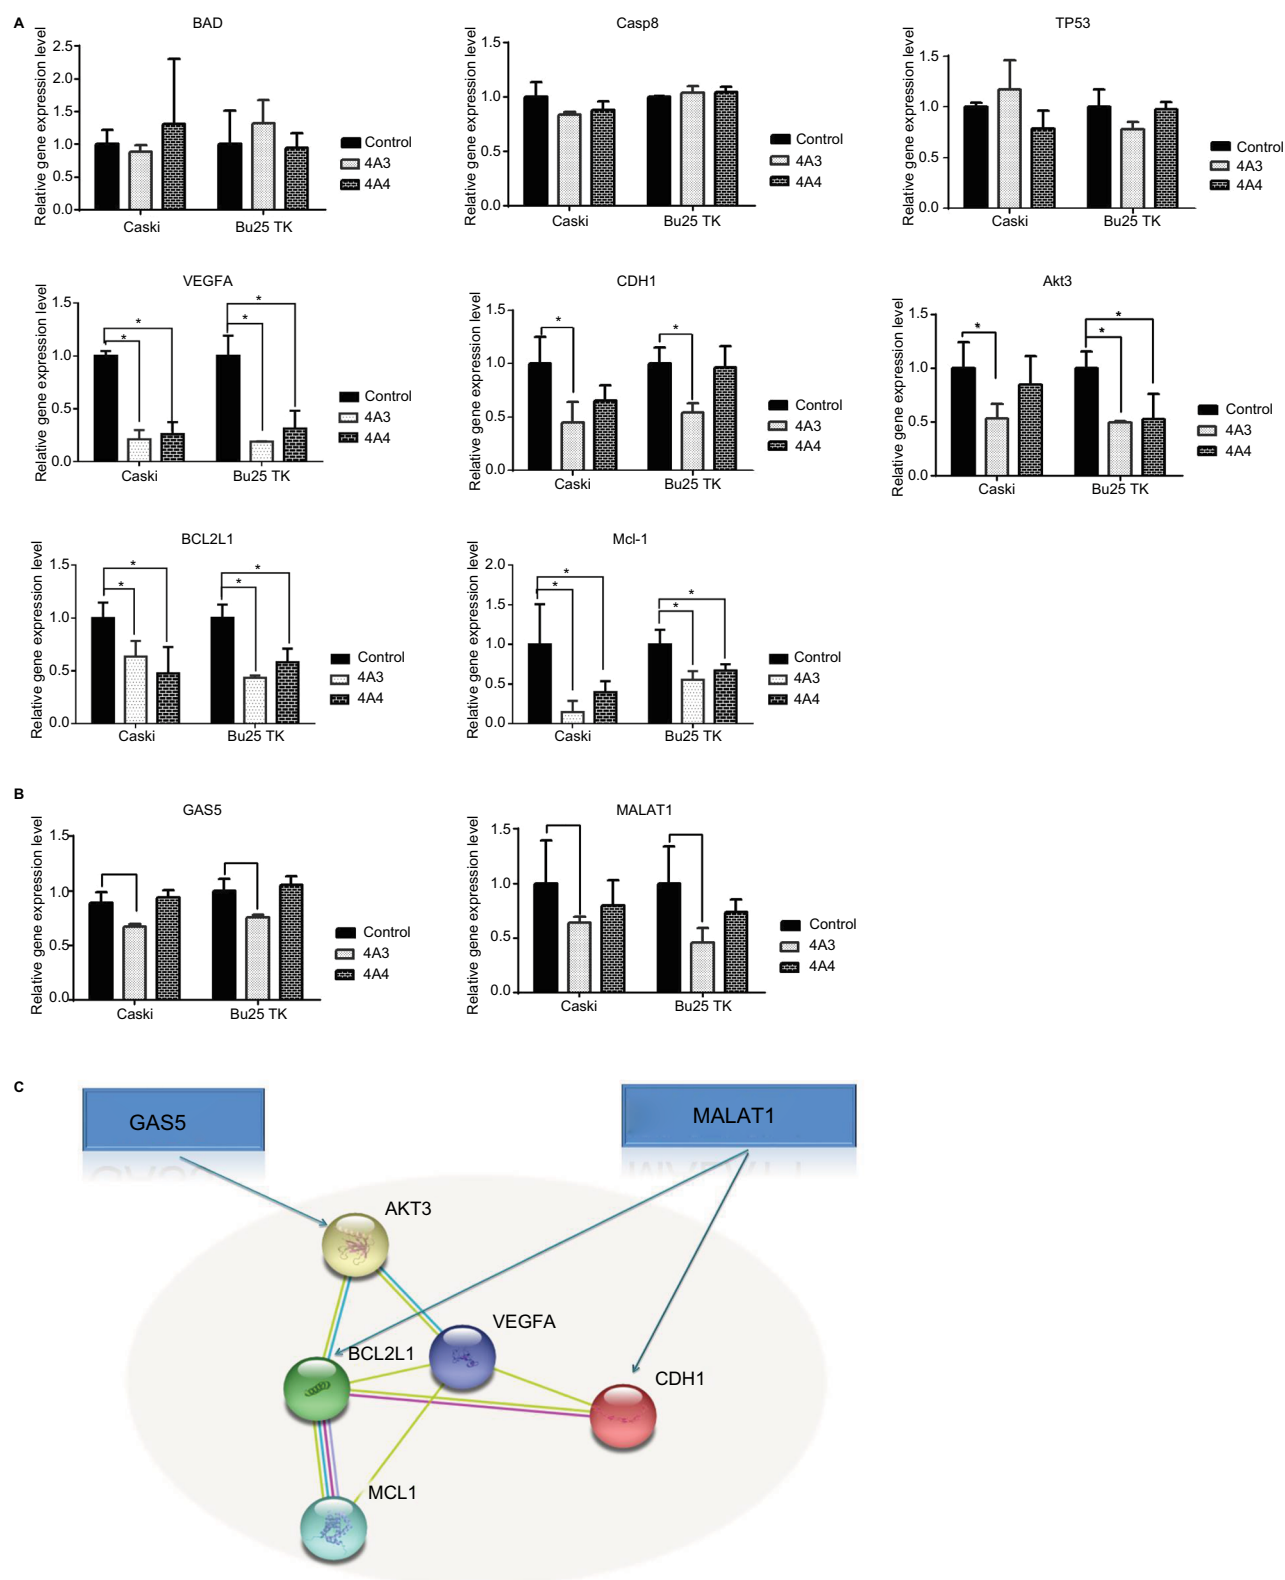 A
BAD
Relative gene expression level
2.5
2.0
1.5
1.0
0.5
0.0
Caski
Bu25 TK
Control
4A3
4A4
Casp8
Relative gene expression level
1.5
1.0
0.5
0.0
Caski
Bu25 TK
Control
4A3
4A4
TP53
Relative gene expression level
1.5
1.0
0.5
0.0
Caski
Bu25 TK
Control
4A3
4A4
VEGFA
Relative gene expression level
1.5
1.0
0.5
0.0
*
*
*
*
Caski
Bu25 TK
Control
4A3
4A4
CDH1
Relative gene expression level
1.5
1.0
0.5
0.0
*
*
Caski
Bu25 TK
Control
4A3
4A4
Akt3
Relative gene expression level
1.5
1.0
0.5
0.0
*
*
*
Caski
Bu25 TK
Control
4A3
4A4
BCL2L1
Relative gene expression level
1.5
1.0
0.5
0.0
*
*
*
*
Caski
Bu25 TK
Control
4A3
4A4
Mcl-1
Relative gene expression level
2.0
1.5
1.0
0.5
0.0
*
*
*
*
Caski
Bu25 TK
Control
4A3
4A4
B
GAS5
Relative gene expression level
1.5
1.0
0.5
0.0
Caski
Bu25 TK
Control
4A3
4A4
MALAT1
Relative gene expression level
1.5
1.0
0.5
0.0
Caski
Bu25 TK
Control
4A3
4A4
C
GAS5
MALAT1
AKT3
VEGFA
BCL2L1
CDH1
MCL1